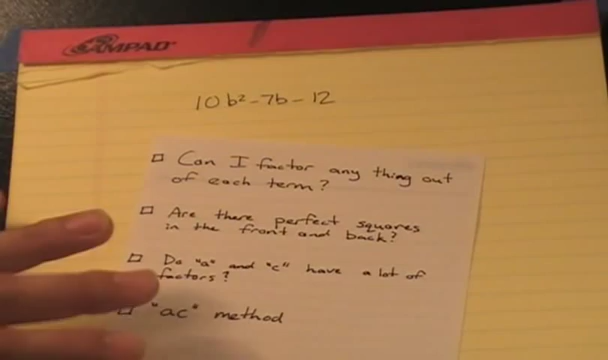 AMPAD
10b²-7b-12
□ Can I factor any thing out
of each term?
□ Are there perfect squares
in the front and back?
□ Do "a" and "c" have a lot of
factors?
□ "ac" method